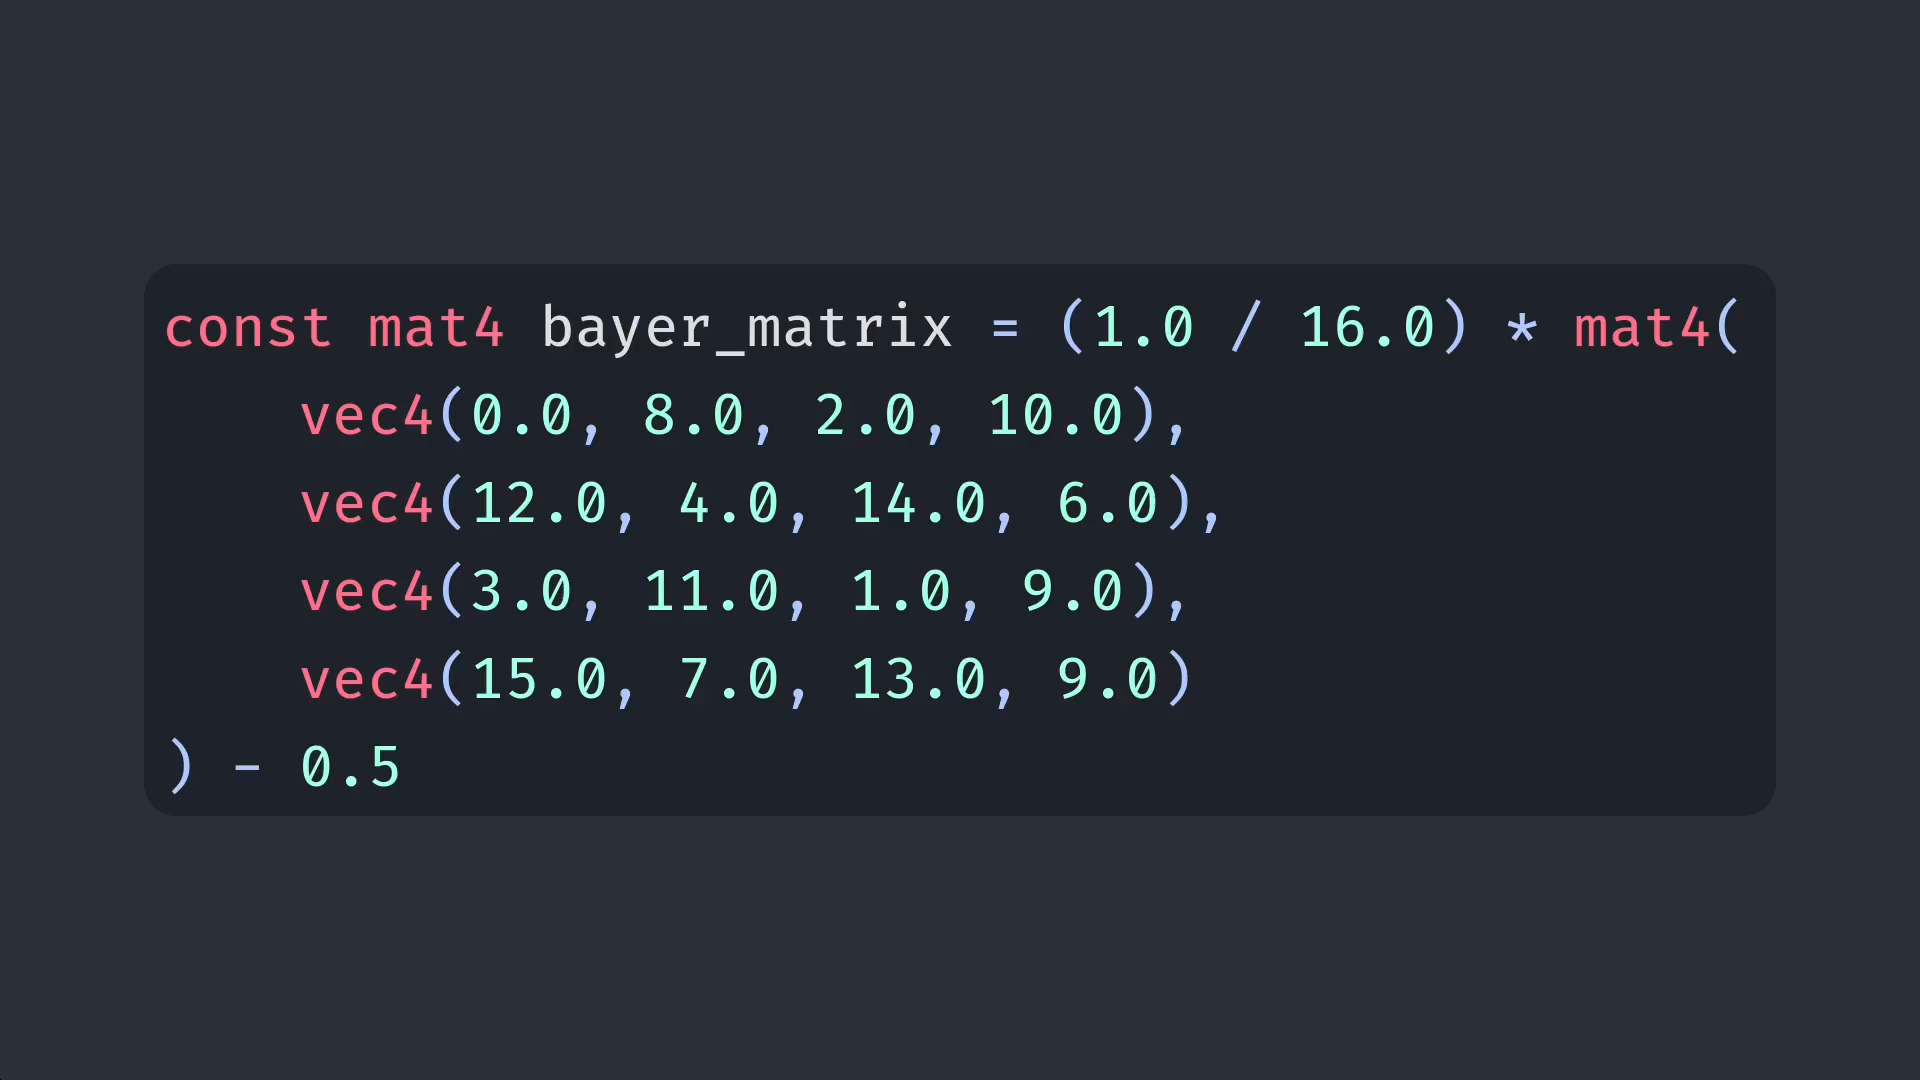 const mat4 bayer_matrix = (1.0 / 16.0) * mat4(
    vec4(0.0, 8.0, 2.0, 10.0),
    vec4(12.0, 4.0, 14.0, 6.0),
    vec4(3.0, 11.0, 1.0, 9.0),
    vec4(15.0, 7.0, 13.0, 9.0)
) - 0.5